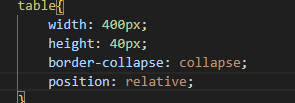 table{
width: 400px;
height: 40px;
border-collapse: collapse;
position: relative;
}